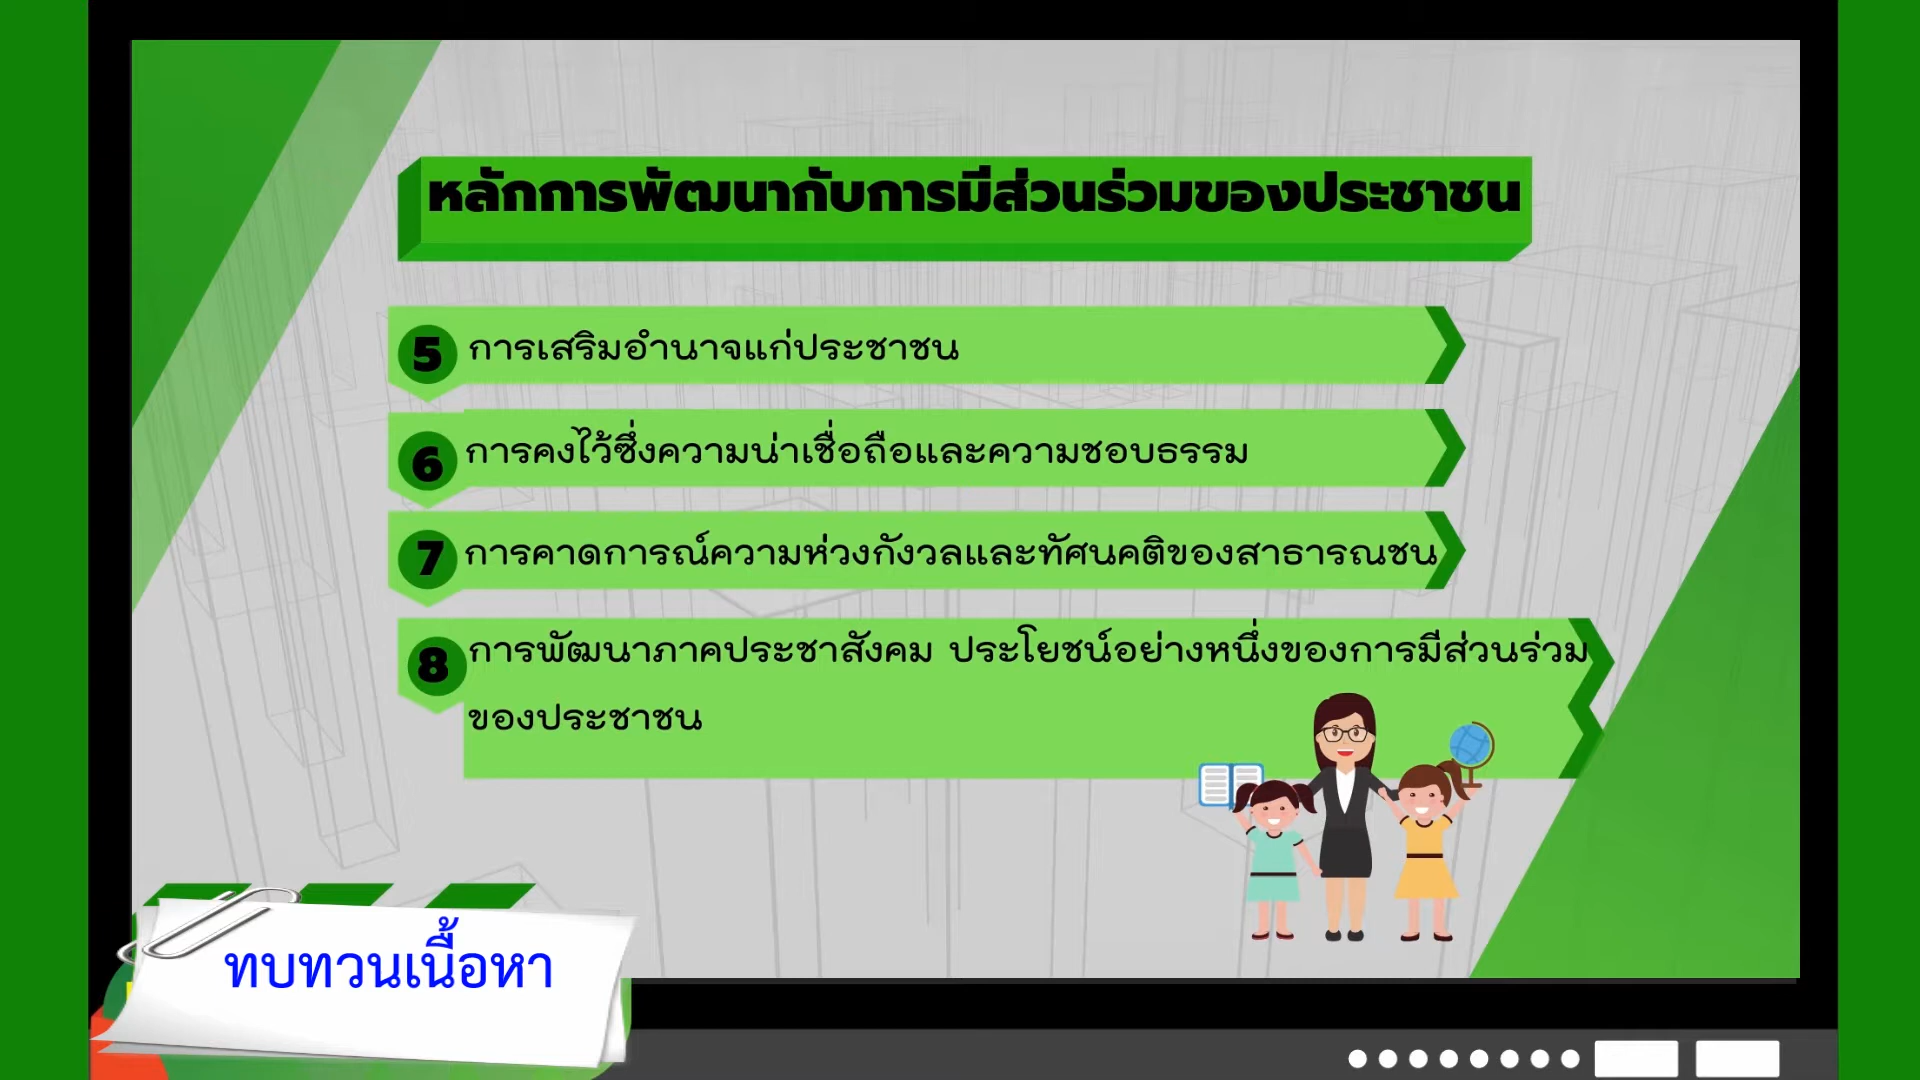 หลักการพัฒนากับการมีส่วนร่วมของประชาชน
5 การเสริมอำนาจแก่ประชาชน
6 การคงไว้ซึ่งความน่าเชื่อถือและความชอบธรรม
7 การคาดการณ์ความห่วงกังวลและทัศนคติของสาธารณชน
8 การพัฒนาภาคประชาสังคม ประโยชน์อย่างหนึ่งของการมีส่วนร่วม
ของประชาชน
ทบทวนเนื้อหา